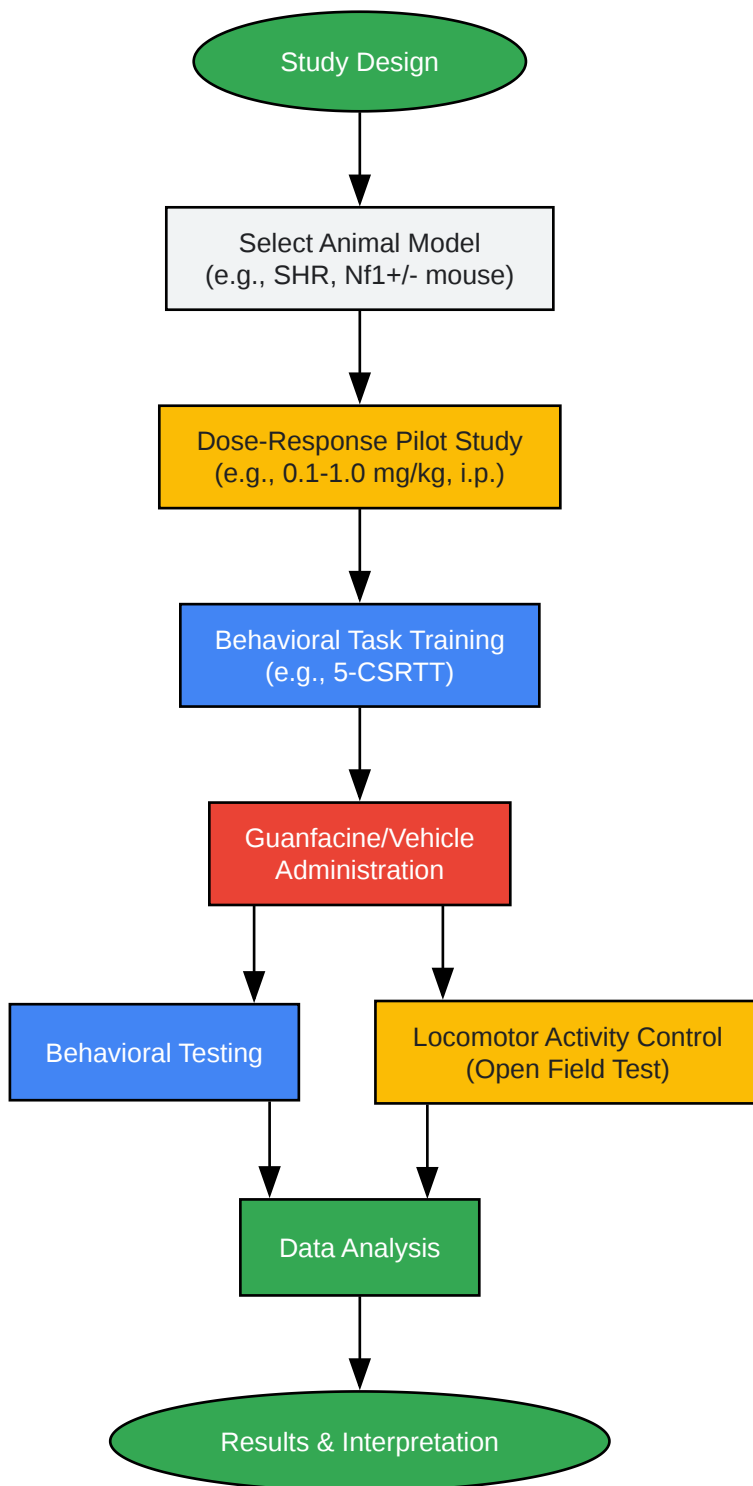 Study Design
Select Animal Model
(e.g., SHR, Nf1+/- mouse)
Dose-Response Pilot Study
(e.g., 0.1-1.0 mg/kg, i.p.)
Behavioral Task Training
(e.g., 5-CSRTT)
Guanfacine/Vehicle
Administration
Behavioral Testing
Locomotor Activity Control
(Open Field Test)
Data Analysis
Results & Interpretation